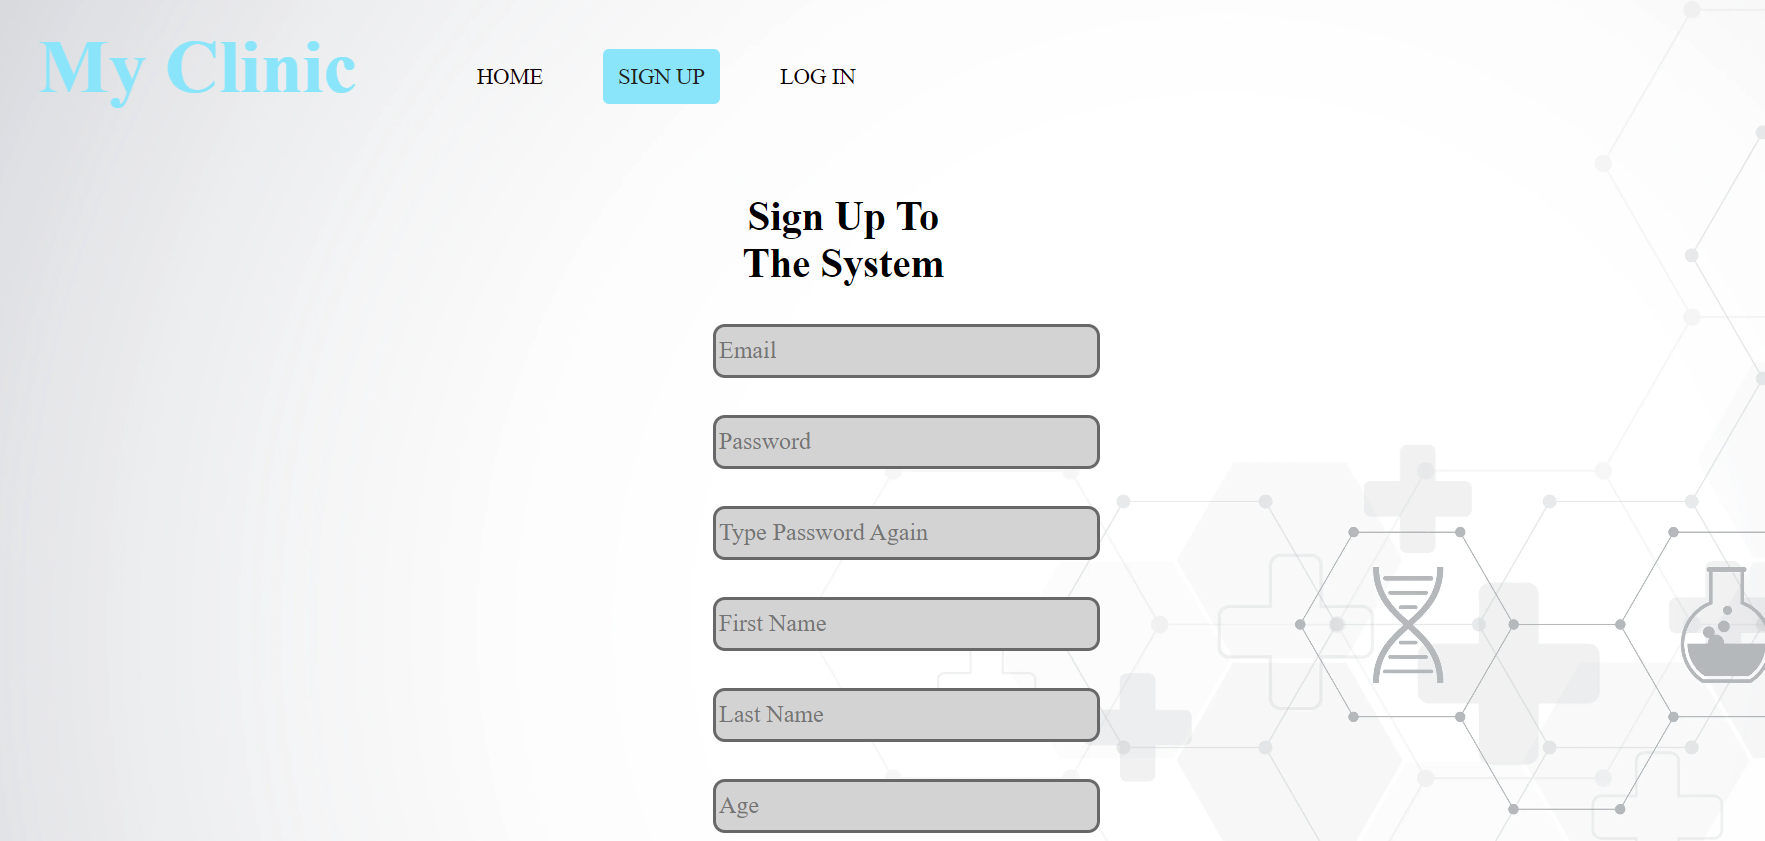 My Clinic
HOME
SIGN UP
LOG IN
Sign Up To
The System
Email
Password
Type Password Again
First Name
Last Name
Age